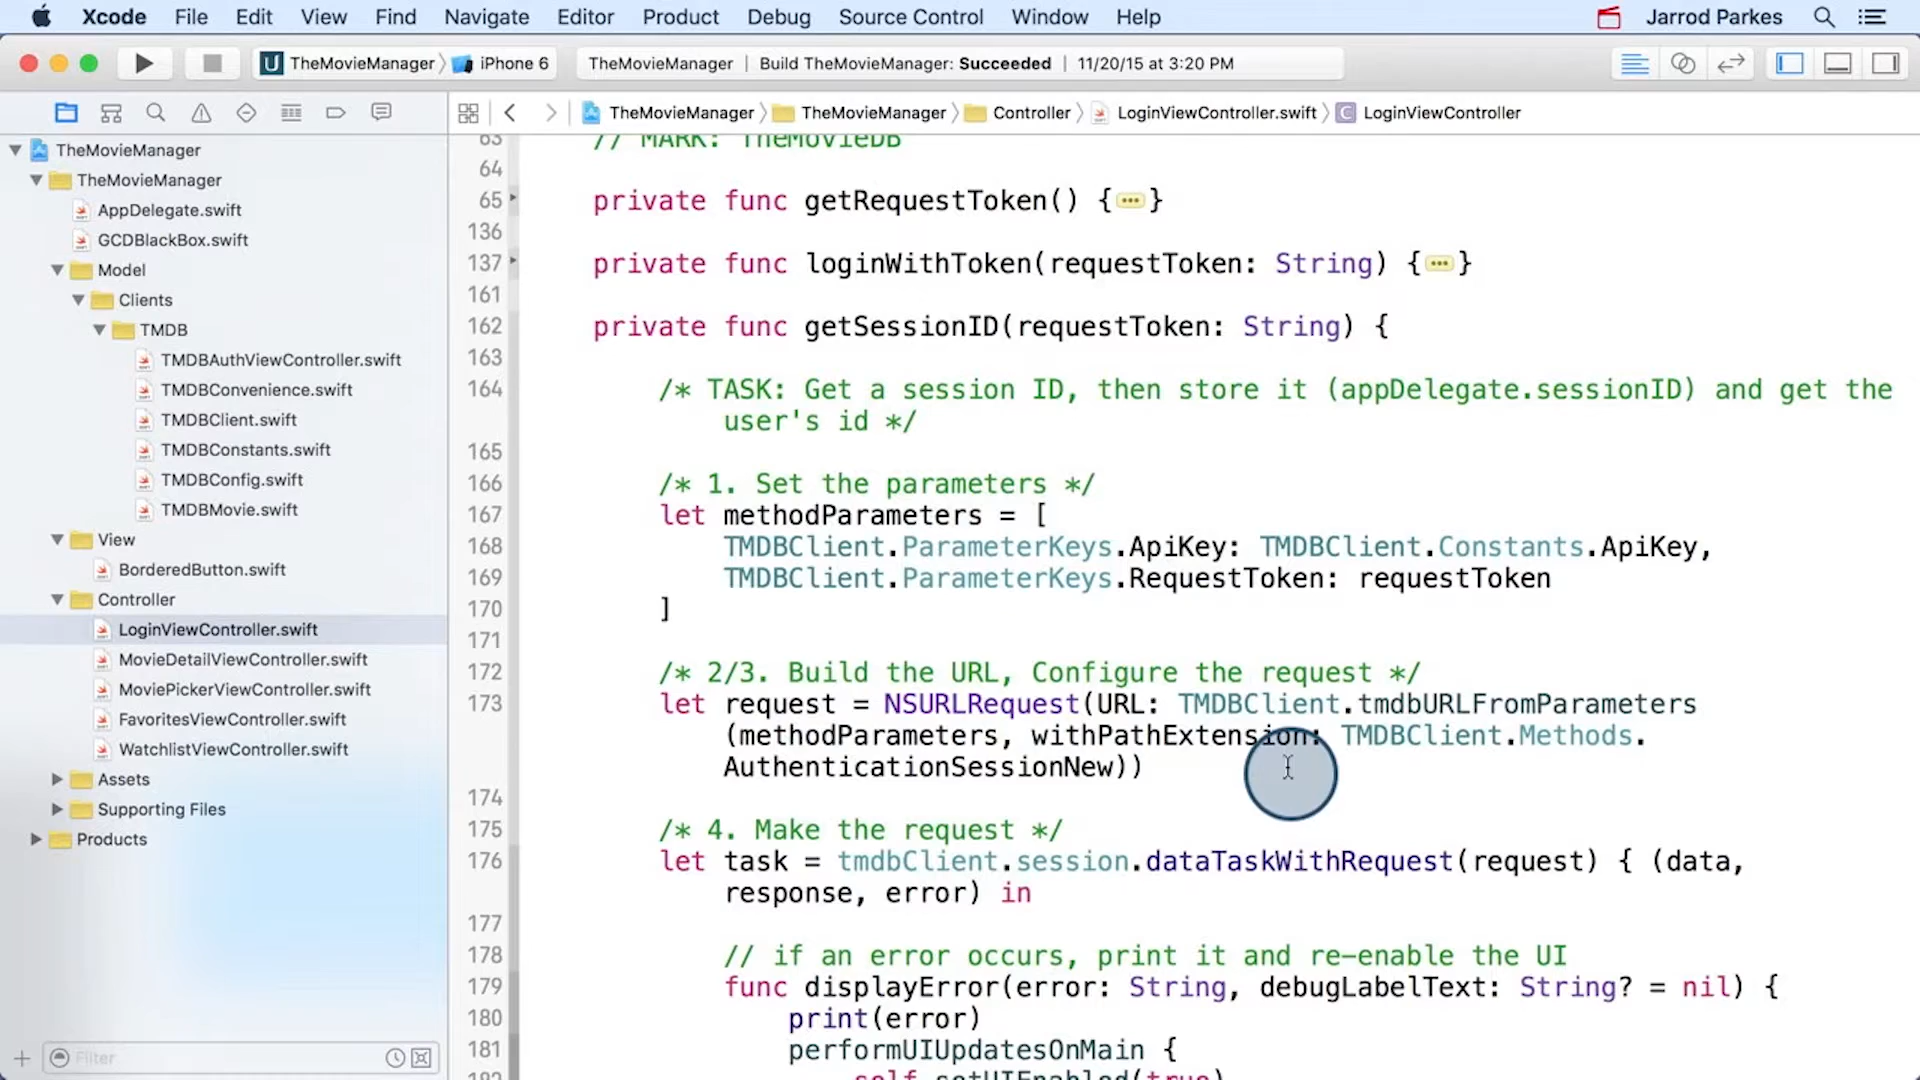 Xcode File Edit View Find Navigate Editor Product Debug Source Control Window Help Jarrod Parkes
TheMovieManager iPhone 6 TheMovieManager | Build TheMovieManager: Succeeded | 11/20/15 at 3:20 PM
TheMovieManager TheMovieManager Controller LoginViewController.swift C LoginViewController
TheMovieManager
TheMovieManager
AppDelegate.swift
GCDBlackBox.swift
Model
Clients
TMDB
TMDBAuthViewController.swift
TMDBConvenience.swift
TMDBClient.swift
TMDBConstants.swift
TMDBConfig.swift
TMDBMovie.swift
View
BorderedButton.swift
Controller
LoginViewController.swift
MovieDetailViewController.swift
MoviePickerViewController.swift
FavoritesViewController.swift
WatchlistViewController.swift
Assets
Supporting Files
Products
Filter
63 // MARK: TheMovieDB
64
65 private func getRequestToken() {•••}
136
137 private func loginWithToken(requestToken: String) {•••}
161
162 private func getSessionID(requestToken: String) {
163
164 /* TASK: Get a session ID, then store it (appDelegate.sessionID) and get the
user's id */
165
166 /* 1. Set the parameters */
167 let methodParameters = [
168 TMDBClient.ParameterKeys.ApiKey: TMDBClient.Constants.ApiKey,
169 TMDBClient.ParameterKeys.RequestToken: requestToken
170 ]
171
172 /* 2/3. Build the URL, Configure the request */
173 let request = NSURLRequest(URL: TMDBClient.tmdbURLFromParameters
(methodParameters, withPathExtension: TMDBClient.Methods.
AuthenticationSessionNew))
174
175 /* 4. Make the request */
176 let task = tmdbClient.session.dataTaskWithRequest(request) { (data,
response, error) in
177
178 // if an error occurs, print it and re-enable the UI
179 func displayError(error: String, debugLabelText: String? = nil) {
180 print(error)
181 performUIUpdatesOnMain {
182 self.setUIEnabled(true)